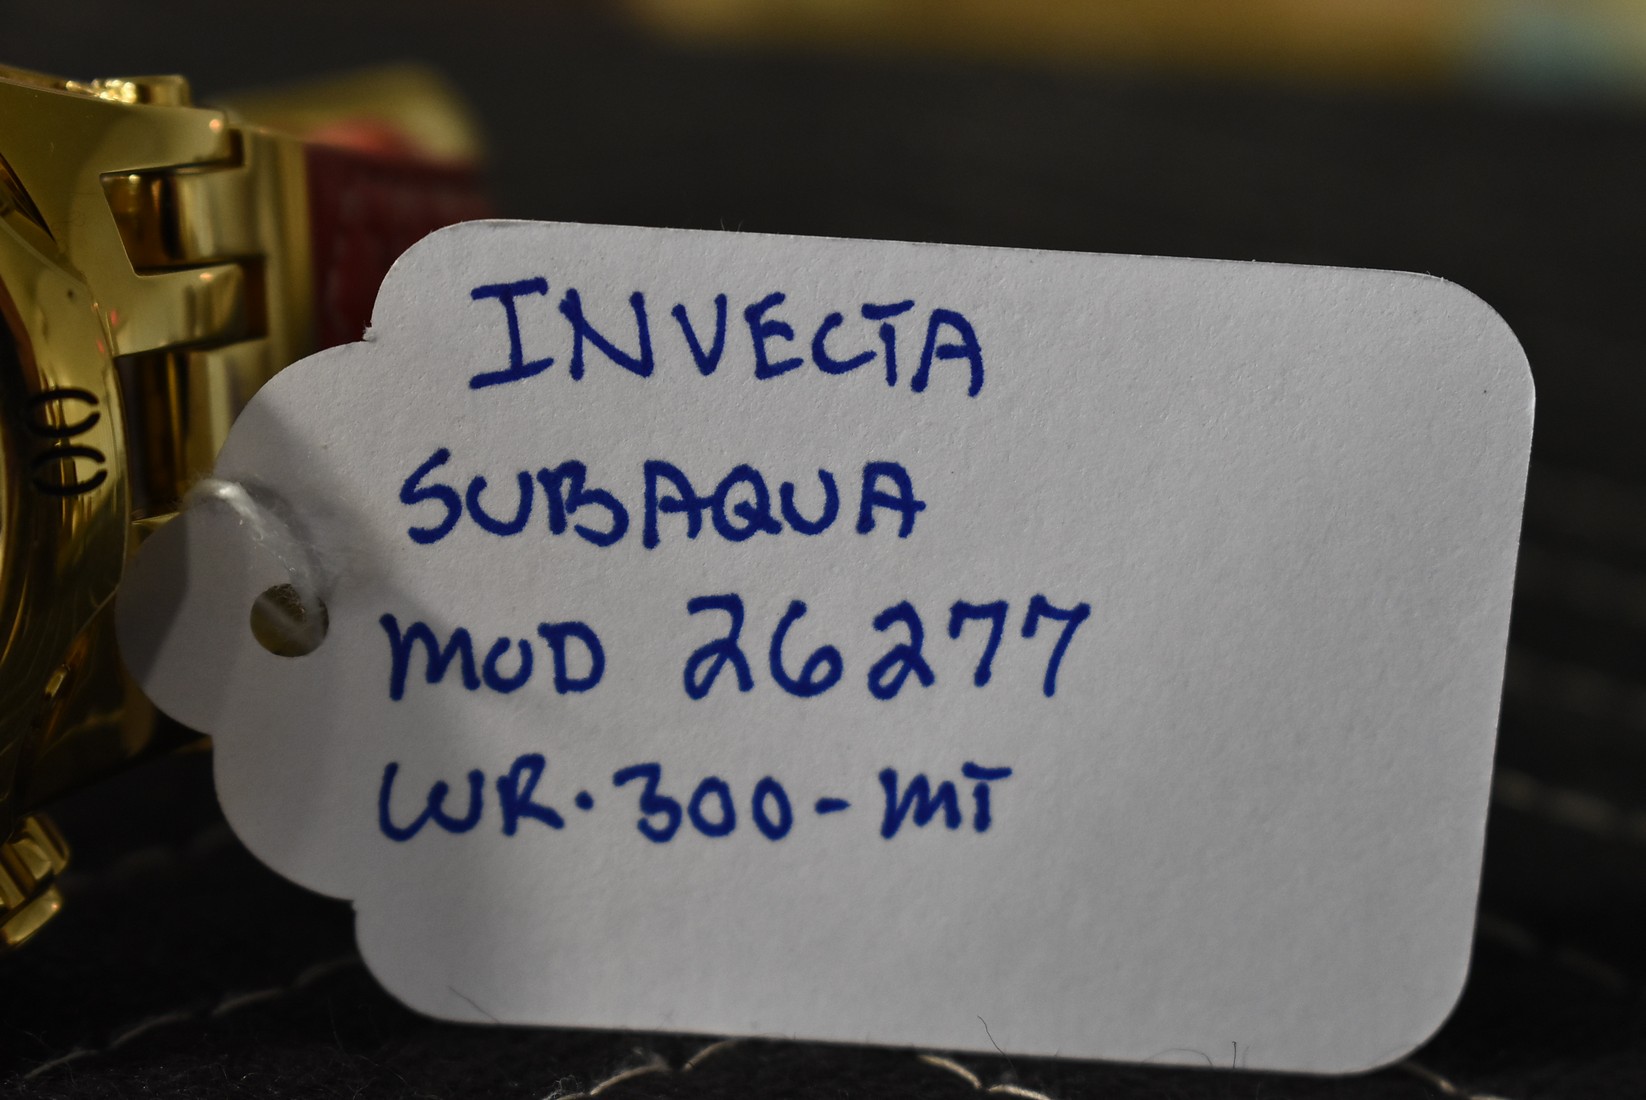 INVECTA
SUBAQUA
MOD 26277
WR.300-MT